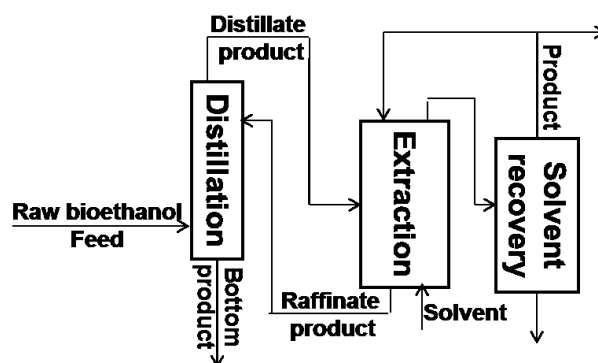 Distillate
product
Distillation
Raw bioethanol
Feed
Bottom
product
Extraction
Raffinate
product
Solvent
Product
Solvent
recovery